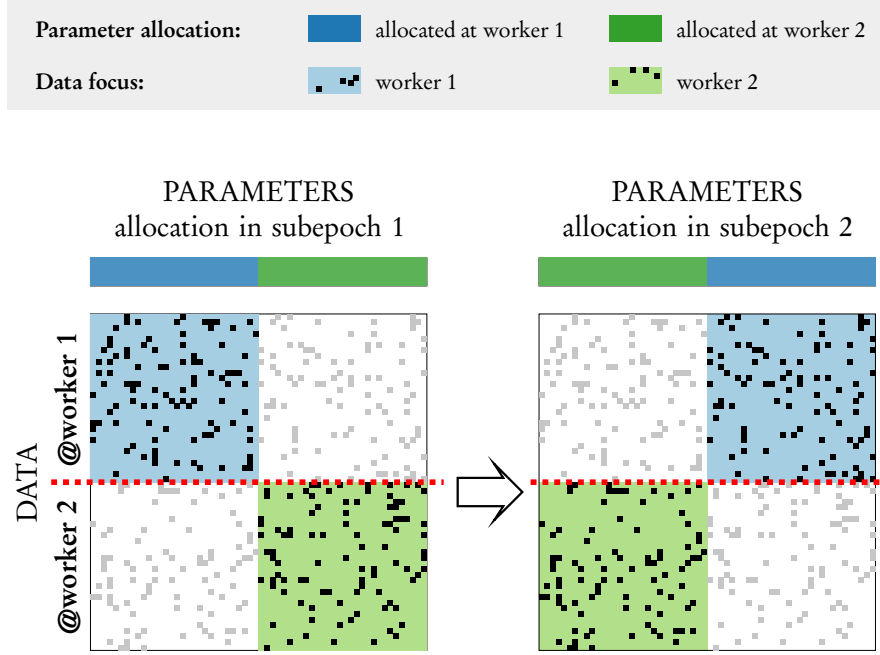 Parameter allocation: allocated at worker 1 allocated at worker 2
Data focus: worker 1 worker 2
PARAMETERS
allocation in subepoch 1
PARAMETERS
allocation in subepoch 2
DATA
@worker 1
@worker 2